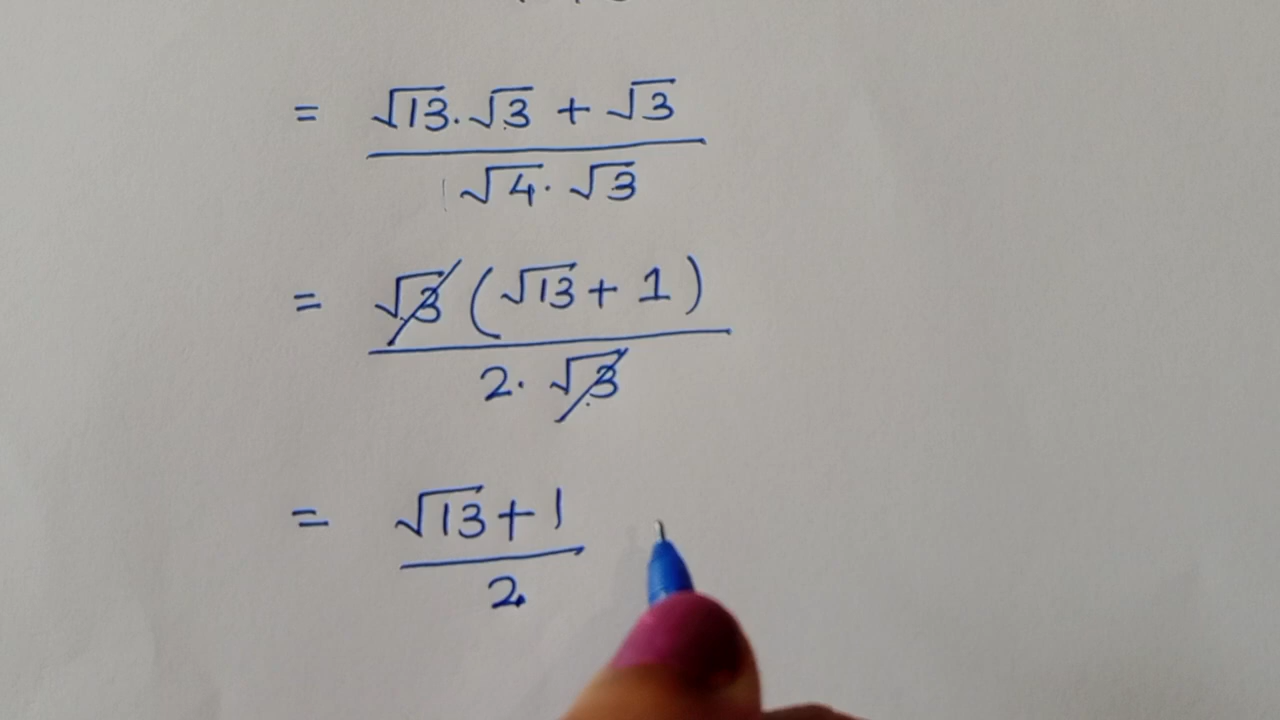 = √13.√3 + √3 / √4. √3
= √3 (√13 + 1) / 2. √3
= √13 + 1 / 2